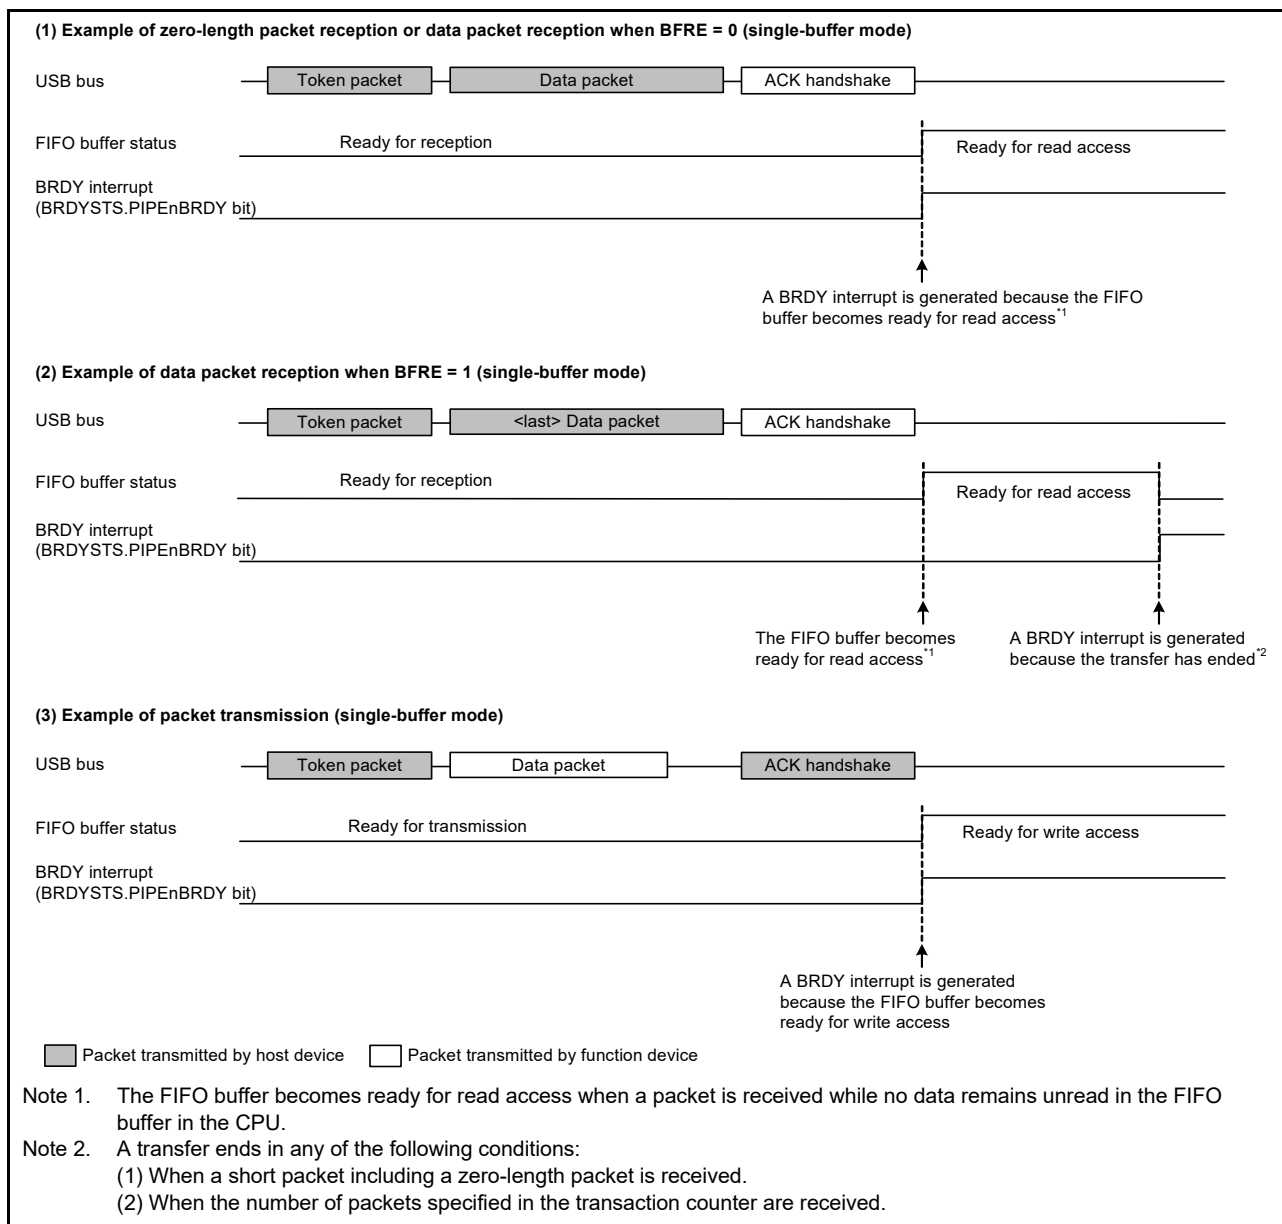 (1) Example of zero-length packet reception or data packet reception when BFRE = 0 (single-buffer mode)
USB bus
Token packet
Data packet
ACK handshake
FIFO buffer status
Ready for reception
Ready for read access
BRDY interrupt
(BRDYSTS.PIPEnBRDY bit)
A BRDY interrupt is generated because the FIFO
buffer becomes ready for read access*1
(2) Example of data packet reception when BFRE = 1 (single-buffer mode)
USB bus
Token packet
<last> Data packet
ACK handshake
FIFO buffer status
Ready for reception
Ready for read access
BRDY interrupt
(BRDYSTS.PIPEnBRDY bit)
The FIFO buffer becomes
ready for read access*1
A BRDY interrupt is generated
because the transfer has ended*2
(3) Example of packet transmission (single-buffer mode)
USB bus
Token packet
Data packet
ACK handshake
FIFO buffer status
Ready for transmission
Ready for write access
BRDY interrupt
(BRDYSTS.PIPEnBRDY bit)
A BRDY interrupt is generated
because the FIFO buffer becomes
ready for write access
Packet transmitted by host device
Packet transmitted by function device
Note 1. The FIFO buffer becomes ready for read access when a packet is received while no data remains unread in the FIFO
buffer in the CPU.
Note 2. A transfer ends in any of the following conditions:
(1) When a short packet including a zero-length packet is received.
(2) When the number of packets specified in the transaction counter are received.